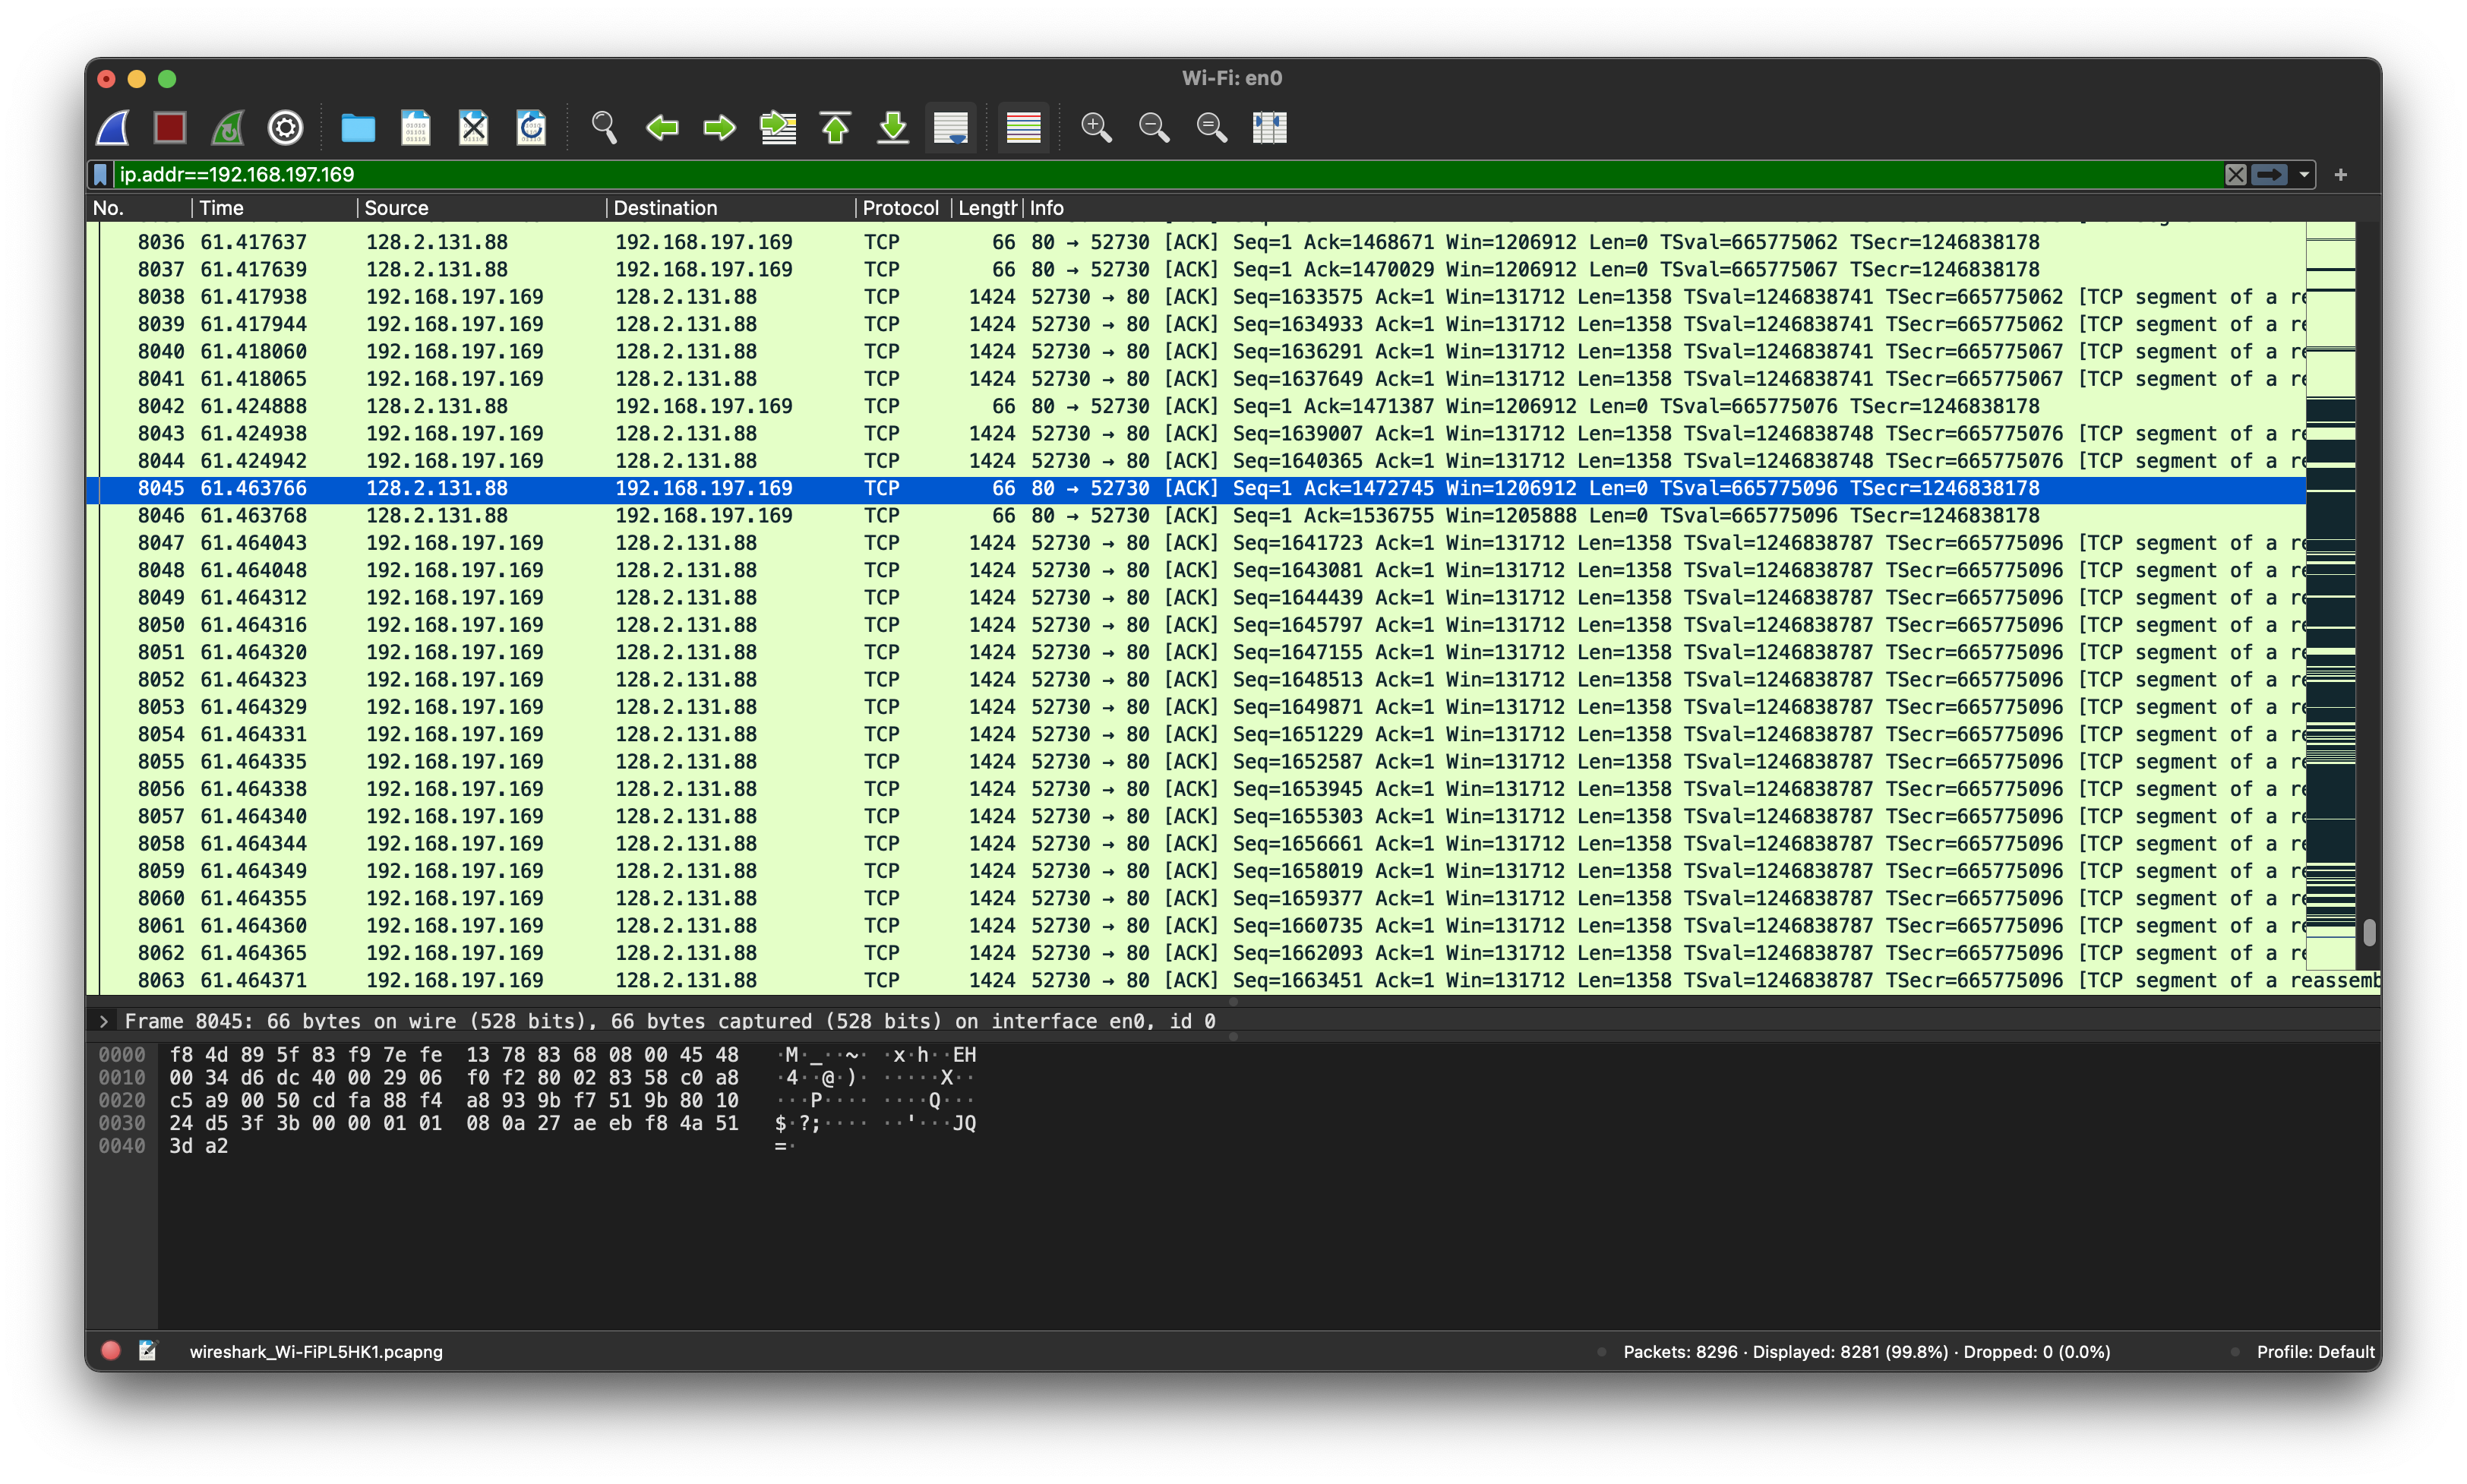 Wi-Fi: en0
ip.addr==192.168.197.169
No. Time Source Destination Protocol Length Info
8036 61.417637 128.2.131.88 192.168.197.169 TCP 66 80 → 52730 [ACK] Seq=1 Ack=1468671 Win=1206912 Len=0 TSval=665775062 TSecr=1246838178
8037 61.417639 128.2.131.88 192.168.197.169 TCP 66 80 → 52730 [ACK] Seq=1 Ack=1470029 Win=1206912 Len=0 TSval=665775067 TSecr=1246838178
8038 61.417938 192.168.197.169 128.2.131.88 TCP 1424 52730 → 80 [ACK] Seq=1633575 Ack=1 Win=131712 Len=1358 TSval=1246838741 TSecr=665775062 [TCP segment of a re
8039 61.417944 192.168.197.169 128.2.131.88 TCP 1424 52730 → 80 [ACK] Seq=1634933 Ack=1 Win=131712 Len=1358 TSval=1246838741 TSecr=665775062 [TCP segment of a re
8040 61.418060 192.168.197.169 128.2.131.88 TCP 1424 52730 → 80 [ACK] Seq=1636291 Ack=1 Win=131712 Len=1358 TSval=1246838741 TSecr=665775067 [TCP segment of a re
8041 61.418065 192.168.197.169 128.2.131.88 TCP 1424 52730 → 80 [ACK] Seq=1637649 Ack=1 Win=131712 Len=1358 TSval=1246838741 TSecr=665775067 [TCP segment of a re
8042 61.424888 128.2.131.88 192.168.197.169 TCP 66 80 → 52730 [ACK] Seq=1 Ack=1471387 Win=1206912 Len=0 TSval=665775076 TSecr=1246838178
8043 61.424938 192.168.197.169 128.2.131.88 TCP 1424 52730 → 80 [ACK] Seq=1639007 Ack=1 Win=131712 Len=1358 TSval=1246838748 TSecr=665775076 [TCP segment of a re
8044 61.424942 192.168.197.169 128.2.131.88 TCP 1424 52730 → 80 [ACK] Seq=1640365 Ack=1 Win=131712 Len=1358 TSval=1246838748 TSecr=665775076 [TCP segment of a re
8045 61.463766 128.2.131.88 192.168.197.169 TCP 66 80 → 52730 [ACK] Seq=1 Ack=1472745 Win=1206912 Len=0 TSval=665775096 TSecr=1246838178
8046 61.463768 128.2.131.88 192.168.197.169 TCP 66 80 → 52730 [ACK] Seq=1 Ack=1536755 Win=1205888 Len=0 TSval=665775096 TSecr=1246838178
8047 61.464043 192.168.197.169 128.2.131.88 TCP 1424 52730 → 80 [ACK] Seq=1641723 Ack=1 Win=131712 Len=1358 TSval=1246838787 TSecr=665775096 [TCP segment of a re
8048 61.464048 192.168.197.169 128.2.131.88 TCP 1424 52730 → 80 [ACK] Seq=1643081 Ack=1 Win=131712 Len=1358 TSval=1246838787 TSecr=665775096 [TCP segment of a re
8049 61.464312 192.168.197.169 128.2.131.88 TCP 1424 52730 → 80 [ACK] Seq=1644439 Ack=1 Win=131712 Len=1358 TSval=1246838787 TSecr=665775096 [TCP segment of a re
8050 61.464316 192.168.197.169 128.2.131.88 TCP 1424 52730 → 80 [ACK] Seq=1645797 Ack=1 Win=131712 Len=1358 TSval=1246838787 TSecr=665775096 [TCP segment of a re
8051 61.464320 192.168.197.169 128.2.131.88 TCP 1424 52730 → 80 [ACK] Seq=1647155 Ack=1 Win=131712 Len=1358 TSval=1246838787 TSecr=665775096 [TCP segment of a re
8052 61.464323 192.168.197.169 128.2.131.88 TCP 1424 52730 → 80 [ACK] Seq=1648513 Ack=1 Win=131712 Len=1358 TSval=1246838787 TSecr=665775096 [TCP segment of a re
8053 61.464329 192.168.197.169 128.2.131.88 TCP 1424 52730 → 80 [ACK] Seq=1649871 Ack=1 Win=131712 Len=1358 TSval=1246838787 TSecr=665775096 [TCP segment of a re
8054 61.464331 192.168.197.169 128.2.131.88 TCP 1424 52730 → 80 [ACK] Seq=1651229 Ack=1 Win=131712 Len=1358 TSval=1246838787 TSecr=665775096 [TCP segment of a re
8055 61.464335 192.168.197.169 128.2.131.88 TCP 1424 52730 → 80 [ACK] Seq=1652587 Ack=1 Win=131712 Len=1358 TSval=1246838787 TSecr=665775096 [TCP segment of a re
8056 61.464338 192.168.197.169 128.2.131.88 TCP 1424 52730 → 80 [ACK] Seq=1653945 Ack=1 Win=131712 Len=1358 TSval=1246838787 TSecr=665775096 [TCP segment of a re
8057 61.464340 192.168.197.169 128.2.131.88 TCP 1424 52730 → 80 [ACK] Seq=1655303 Ack=1 Win=131712 Len=1358 TSval=1246838787 TSecr=665775096 [TCP segment of a re
8058 61.464344 192.168.197.169 128.2.131.88 TCP 1424 52730 → 80 [ACK] Seq=1656661 Ack=1 Win=131712 Len=1358 TSval=1246838787 TSecr=665775096 [TCP segment of a re
8059 61.464349 192.168.197.169 128.2.131.88 TCP 1424 52730 → 80 [ACK] Seq=1658019 Ack=1 Win=131712 Len=1358 TSval=1246838787 TSecr=665775096 [TCP segment of a re
8060 61.464355 192.168.197.169 128.2.131.88 TCP 1424 52730 → 80 [ACK] Seq=1659377 Ack=1 Win=131712 Len=1358 TSval=1246838787 TSecr=665775096 [TCP segment of a re
8061 61.464360 192.168.197.169 128.2.131.88 TCP 1424 52730 → 80 [ACK] Seq=1660735 Ack=1 Win=131712 Len=1358 TSval=1246838787 TSecr=665775096 [TCP segment of a re
8062 61.464365 192.168.197.169 128.2.131.88 TCP 1424 52730 → 80 [ACK] Seq=1662093 Ack=1 Win=131712 Len=1358 TSval=1246838787 TSecr=665775096 [TCP segment of a re
8063 61.464371 192.168.197.169 128.2.131.88 TCP 1424 52730 → 80 [ACK] Seq=1663451 Ack=1 Win=131712 Len=1358 TSval=1246838787 TSecr=665775096 [TCP segment of a reassemb
Frame 8045: 66 bytes on wire (528 bits), 66 bytes captured (528 bits) on interface en0, id 0
0000 f8 4d 89 5f 83 f9 7e fe 13 78 83 68 08 00 45 48 ·M·_··~· ·x·h··EH
0010 00 34 d6 dc 40 00 29 06 f0 f2 80 02 83 58 c0 a8 ·4··@·)· ·····X··
0020 c5 a9 00 50 cd fa 88 f4 a8 93 9b f7 51 9b 80 10 ···P···· ····Q···
0030 24 d5 3f 3b 00 00 01 01 08 0a 27 ae eb f8 4a 51 $·?;···· ··'···JQ
0040 3d a2 =·
wireshark_Wi-FiPL5HK1.pcapng Packets: 8296 · Displayed: 8281 (99.8%) · Dropped: 0 (0.0%) Profile: Default